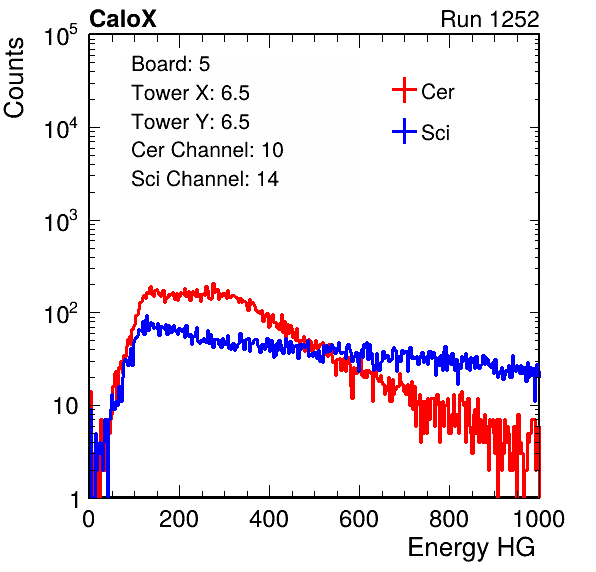 CaloX Run 1252
Counts
Board: 5
Tower X: 6.5
Tower Y: 6.5
Cer Channel: 10
Sci Channel: 14
Cer
Sci
10^5
10^4
10^3
10^2
10
1
0 200 400 600 800 1000
Energy HG